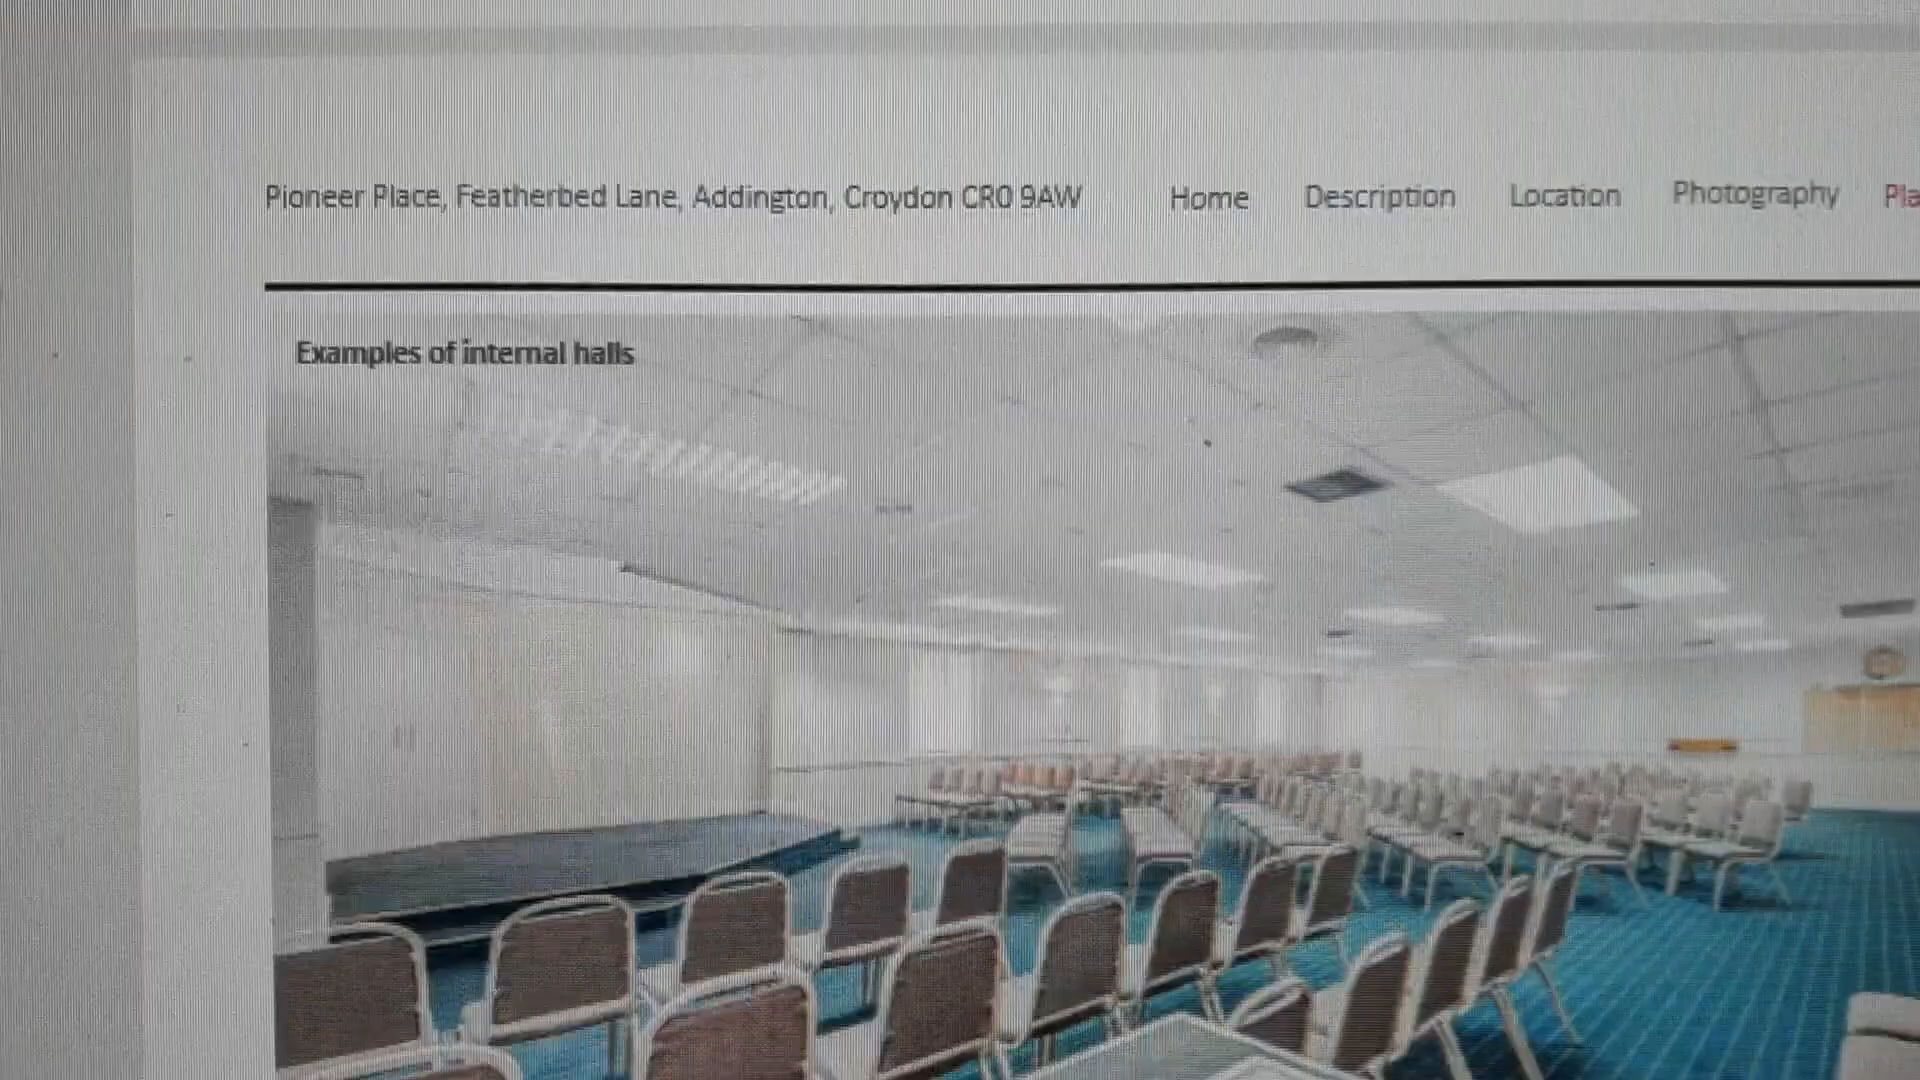 Pioneer Place, Featherbed Lane, Addington, Croydon CR0 9AW Home Description Location Photography
Examples of internal halls